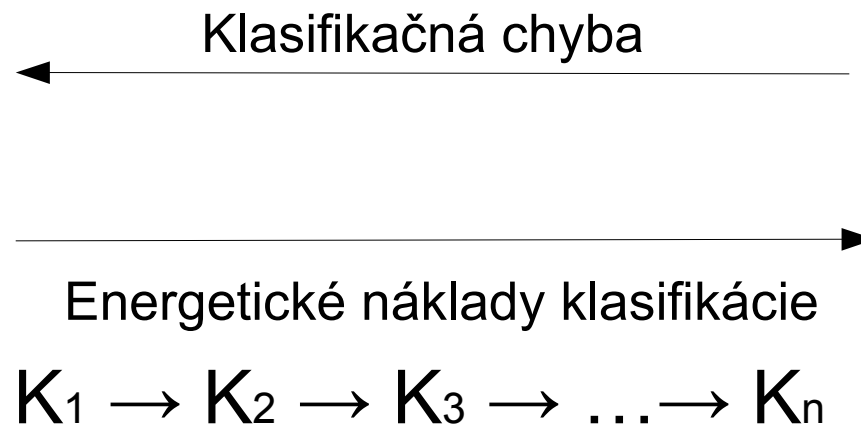 Klasifikačná chyba
Energetické náklady klasifikácie
K1 → K2 → K3 → ...→ Kn